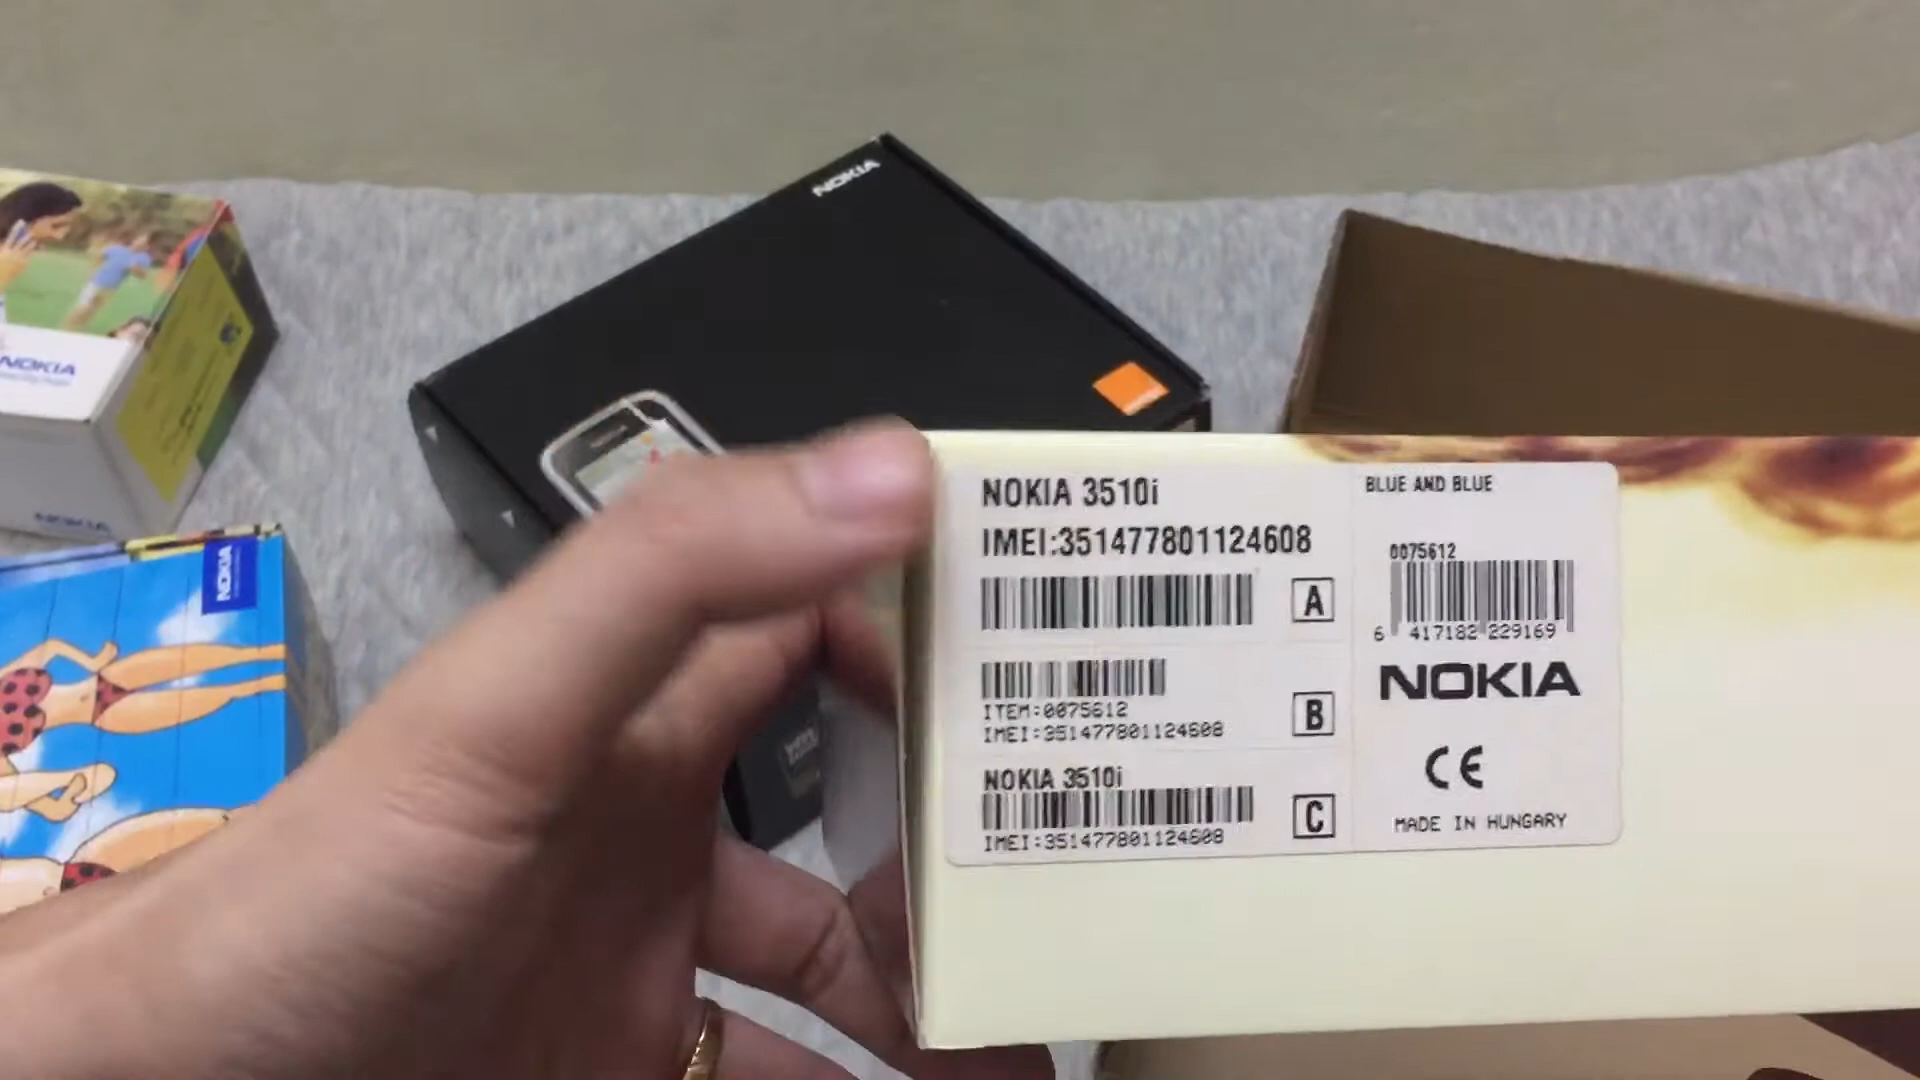 NOKIA
NOKIA
NOKIA
NOKIA
NOKIA 3510i
IMEI:351477801124608
A
ITEM:0075612
IMEI:351477801124608
B
NOKIA 3510i
IMEI:351477801124608
C
BLUE AND BLUE
0075612
6 417182 229169
NOKIA
CE
MADE IN HUNGARY